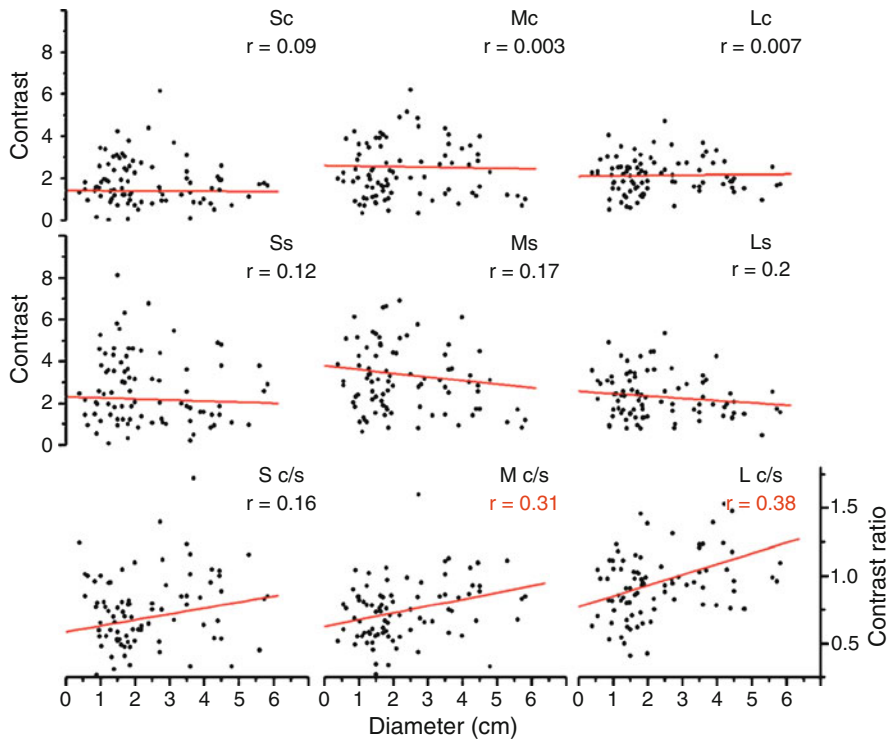 Sc
r = 0.09
Mc
r = 0.003
Lc
r = 0.007
Contrast
8
6
4
2
0
Ss
r = 0.12
Ms
r = 0.17
Ls
r = 0.2
Contrast
8
6
4
2
0
S c/s
r = 0.16
M c/s
r = 0.31
L c/s
r = 0.38
1.5
1.0
0.5
Contrast ratio
0 1 2 3 4 5 6
0 1 2 3 4 5 6
0 1 2 3 4 5 6
Diameter (cm)